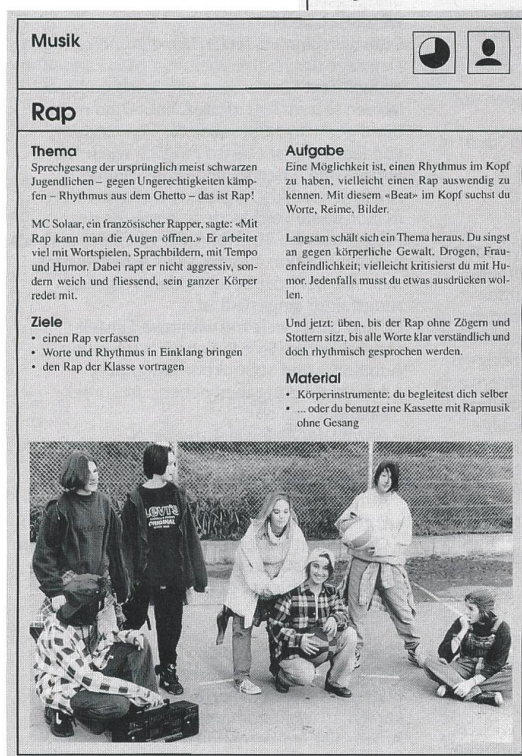 Musik
Rap
Thema
Sprechgesang der ursprünglich meist schwarzen
Jugendlichen – gegen Ungerechtigkeiten kämp-
fen – Rhythmus aus dem Ghetto – das ist Rap!
MC Solaar, ein französischer Rapper, sagte: «Mit
Rap kann man die Augen öffnen.» Er arbeitet
viel mit Wortspielen, Sprachbildern, mit Tempo
und Humor. Dabei rapt er nicht aggressiv, son-
dern weich und fliessend, sein ganzer Körper
redet mit.
Ziele
• einen Rap verfassen
• Worte und Rhythmus in Einklang bringen
• den Rap der Klasse vortragen
Aufgabe
Eine Möglichkeit ist, einen Rhythmus im Kopf
zu haben, vielleicht einen Rap auswendig zu
kennen. Mit diesem «Beat» im Kopf suchst du
Worte, Reime, Bilder.
Langsam schält sich ein Thema heraus. Du singst
an gegen körperliche Gewalt, Drogen, Frau-
enfeindlichkeit; vielleicht kritisierst du mit Hu-
mor. Jedenfalls musst du etwas ausdrücken wol-
len.
Und jetzt: üben, bis der Rap ohne Zögern und
Stottern sitzt, bis alle Worte klar verständlich und
doch rhythmisch gesprochen werden.
Material
• Körperinstrumente: du begleitest dich selber
• ... oder du benutzt eine Kassette mit Rapmusik
ohne Gesang
LEVI'S
ORIGINAL